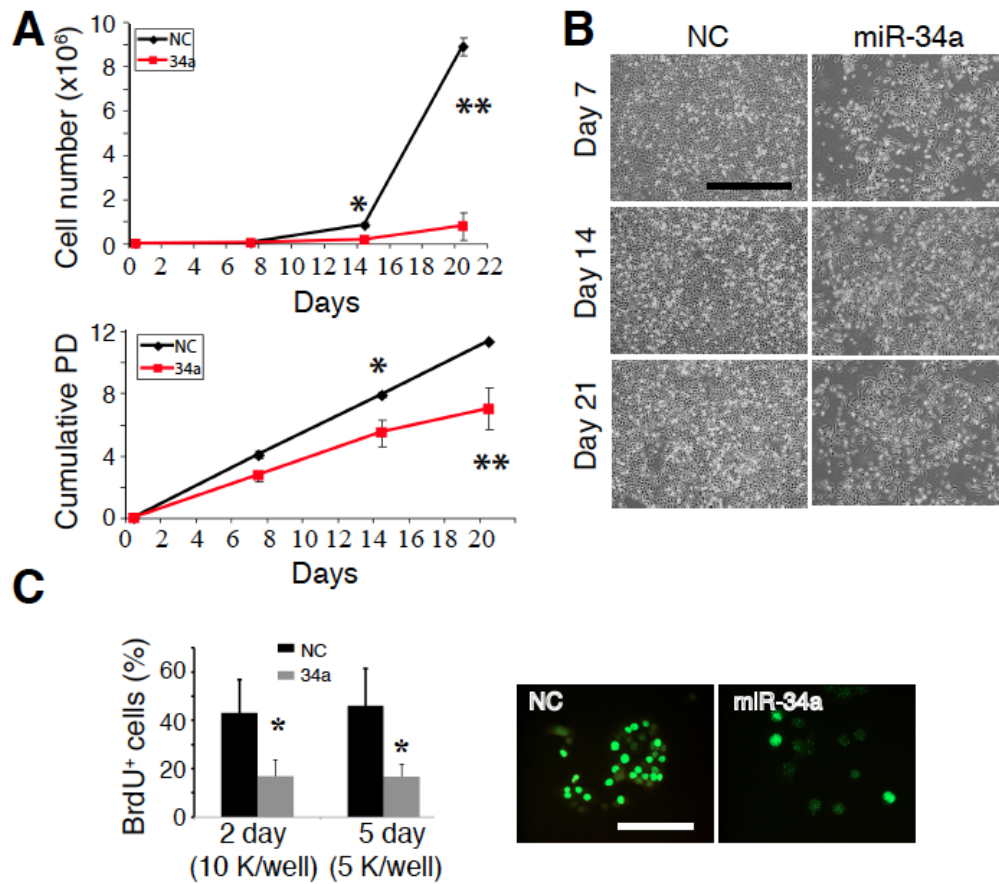 A
Cell number (x10⁶)
10
8
6
4
2
0
NC
34a
*
**
0 2 4 6 8 10 12 14 16 18 20 22
Days
Cumulative PD
12
8
4
0
NC
34a
*
**
0 2 4 6 8 10 12 14 16 18 20
Days
B
NC miR-34a
Day 7
Day 14
Day 21
C
BrdU⁺ cells (%)
60
40
20
0
NC
34a
* *
2 day 5 day
(10 K/well) (5 K/well)
NC miR-34a